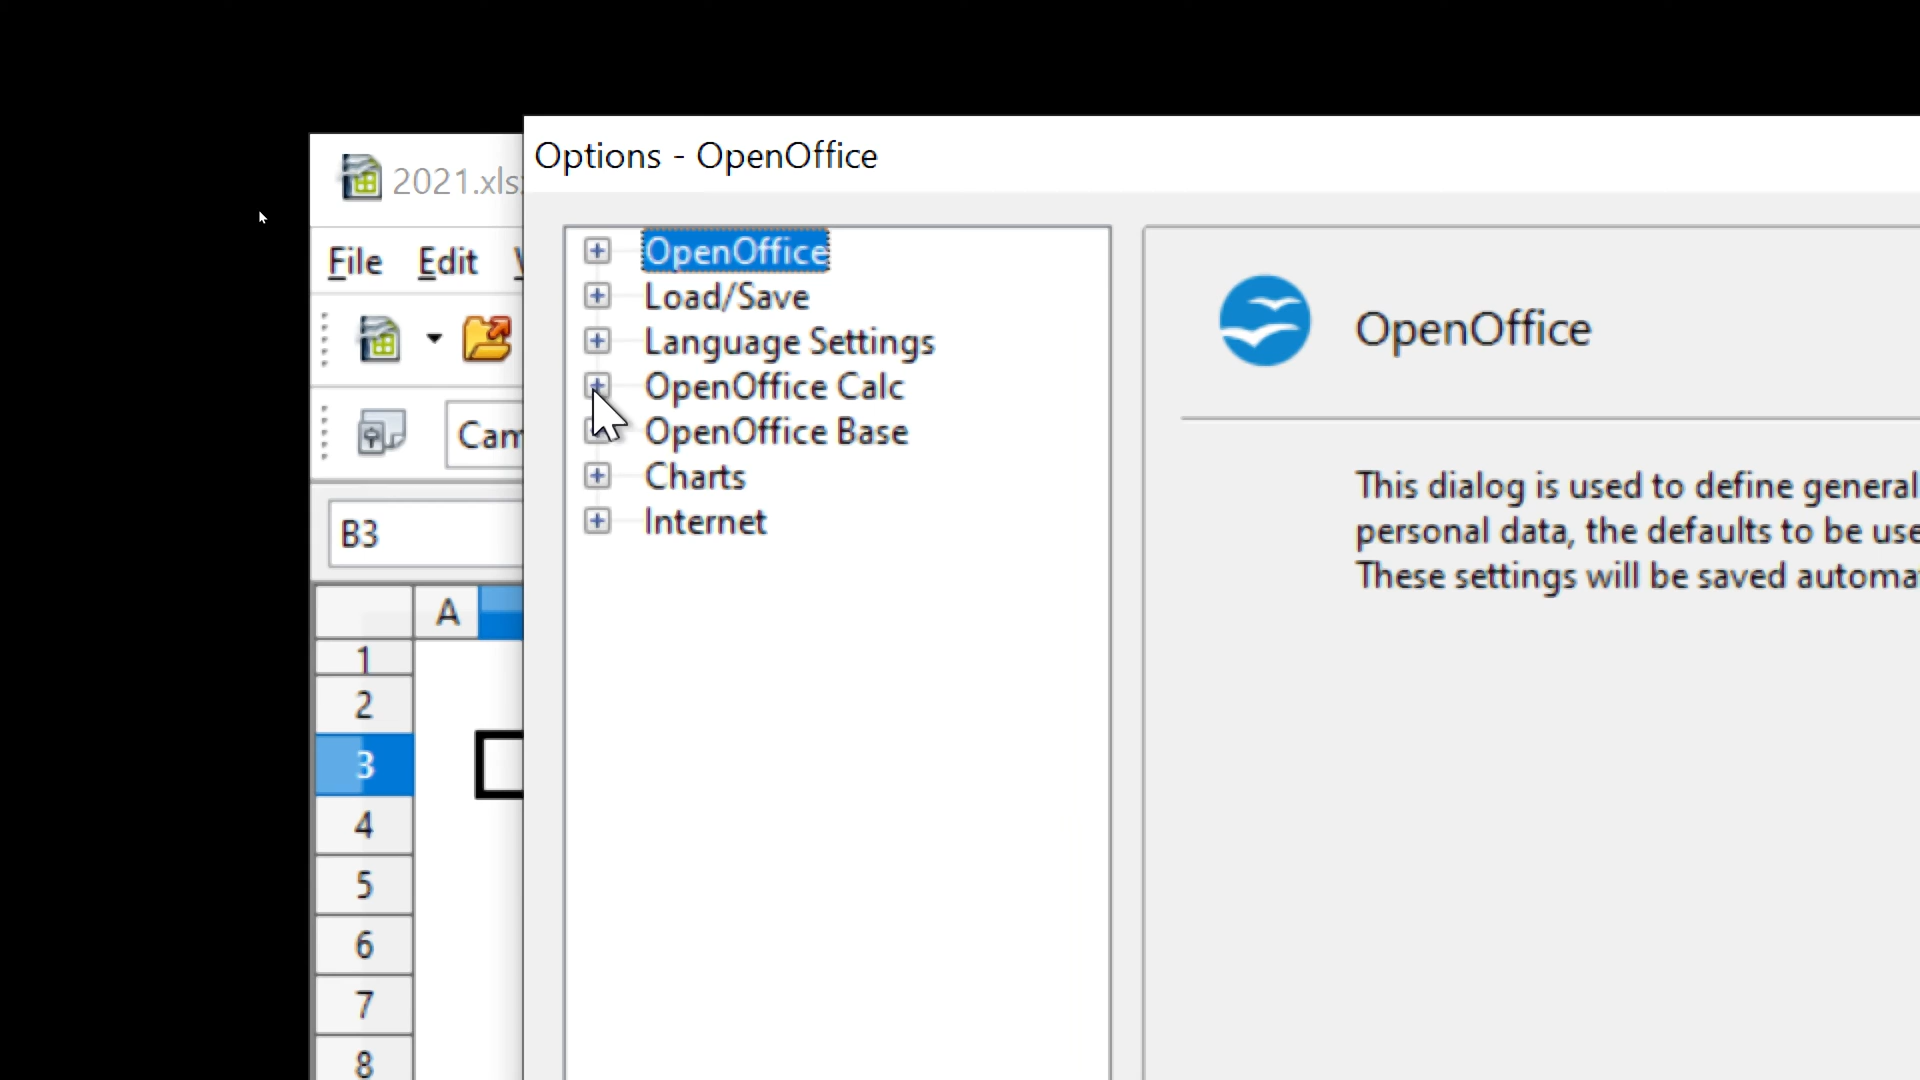 Options - OpenOffice
2021.xls
File Edit
OpenOffice
Load/Save
Language Settings
OpenOffice Calc
OpenOffice Base
Charts
Internet
OpenOffice
This dialog is used to define general
personal data, the defaults to be use
These settings will be saved automa
Cam
B3
A
1
2
3
4
5
6
7
8